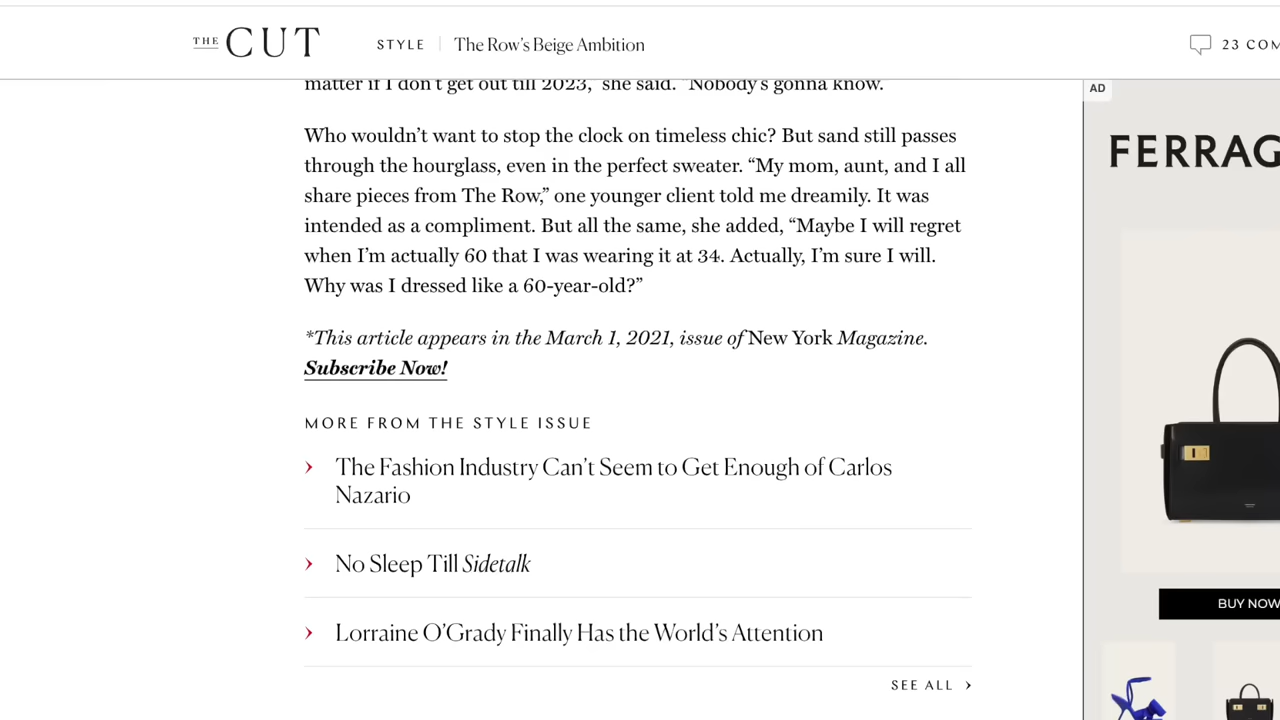 THE CUT
STYLE
The Row's Beige Ambition
23 COM
matter if I don't get out till 2023,” she said. “Nobody's gonna know.
AD
Who wouldn't want to stop the clock on timeless chic? But sand still passes
through the hourglass, even in the perfect sweater. “My mom, aunt, and I all
share pieces from The Row,” one younger client told me dreamily. It was
intended as a compliment. But all the same, she added, “Maybe I will regret
when I'm actually 60 that I was wearing it at 34. Actually, I'm sure I will.
Why was I dressed like a 60-year-old?”
*This article appears in the March 1, 2021, issue of New York Magazine.
Subscribe Now!
MORE FROM THE STYLE ISSUE
The Fashion Industry Can't Seem to Get Enough of Carlos
Nazario
No Sleep Till Sidetalk
Lorraine O'Grady Finally Has the World's Attention
SEE ALL
FERRAG
BUY NOW